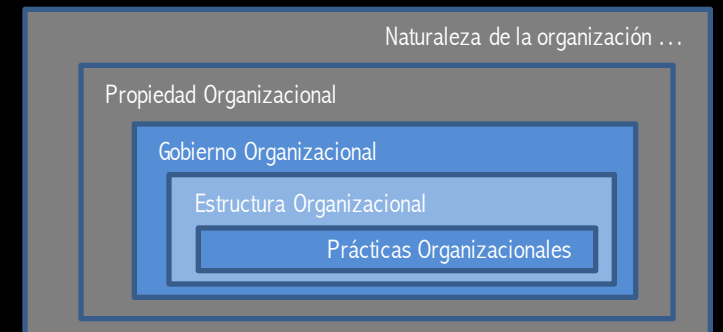 Naturaleza de la organización ...
Propiedad Organizacional
Gobierno Organizacional
Estructura Organizacional
Prácticas Organizacionales